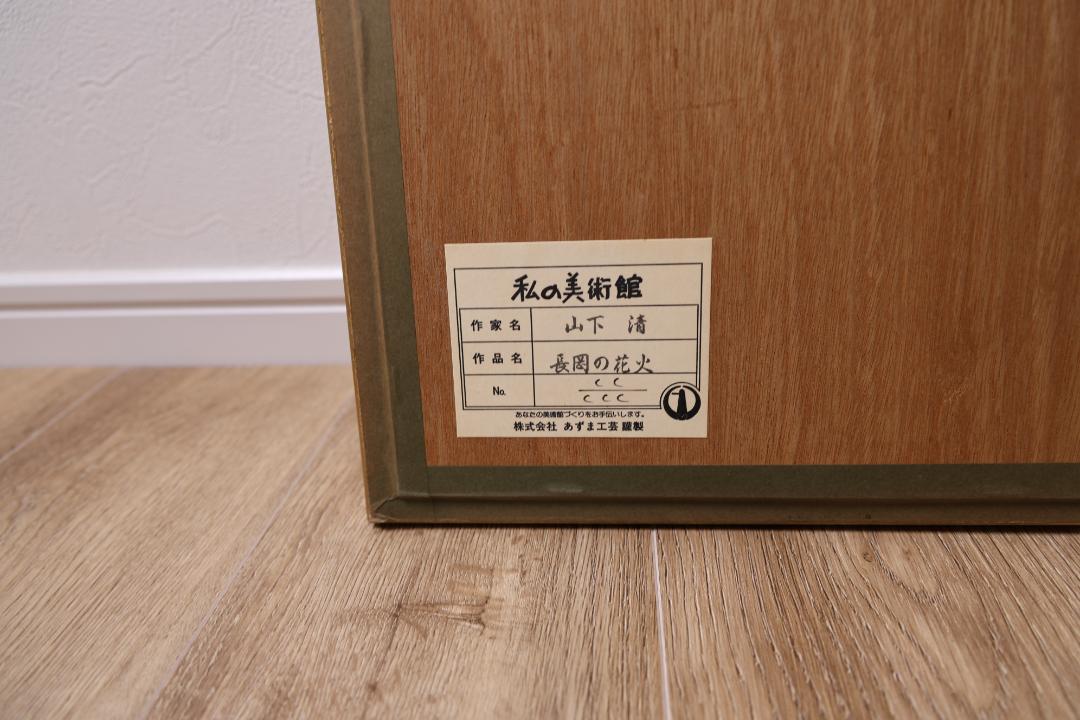 私の美術館
作家名 山下 清
作品名 長岡の花火
No.
あなたの美術館づくりをお手伝いします。
株式会社 あずま工芸 謹製